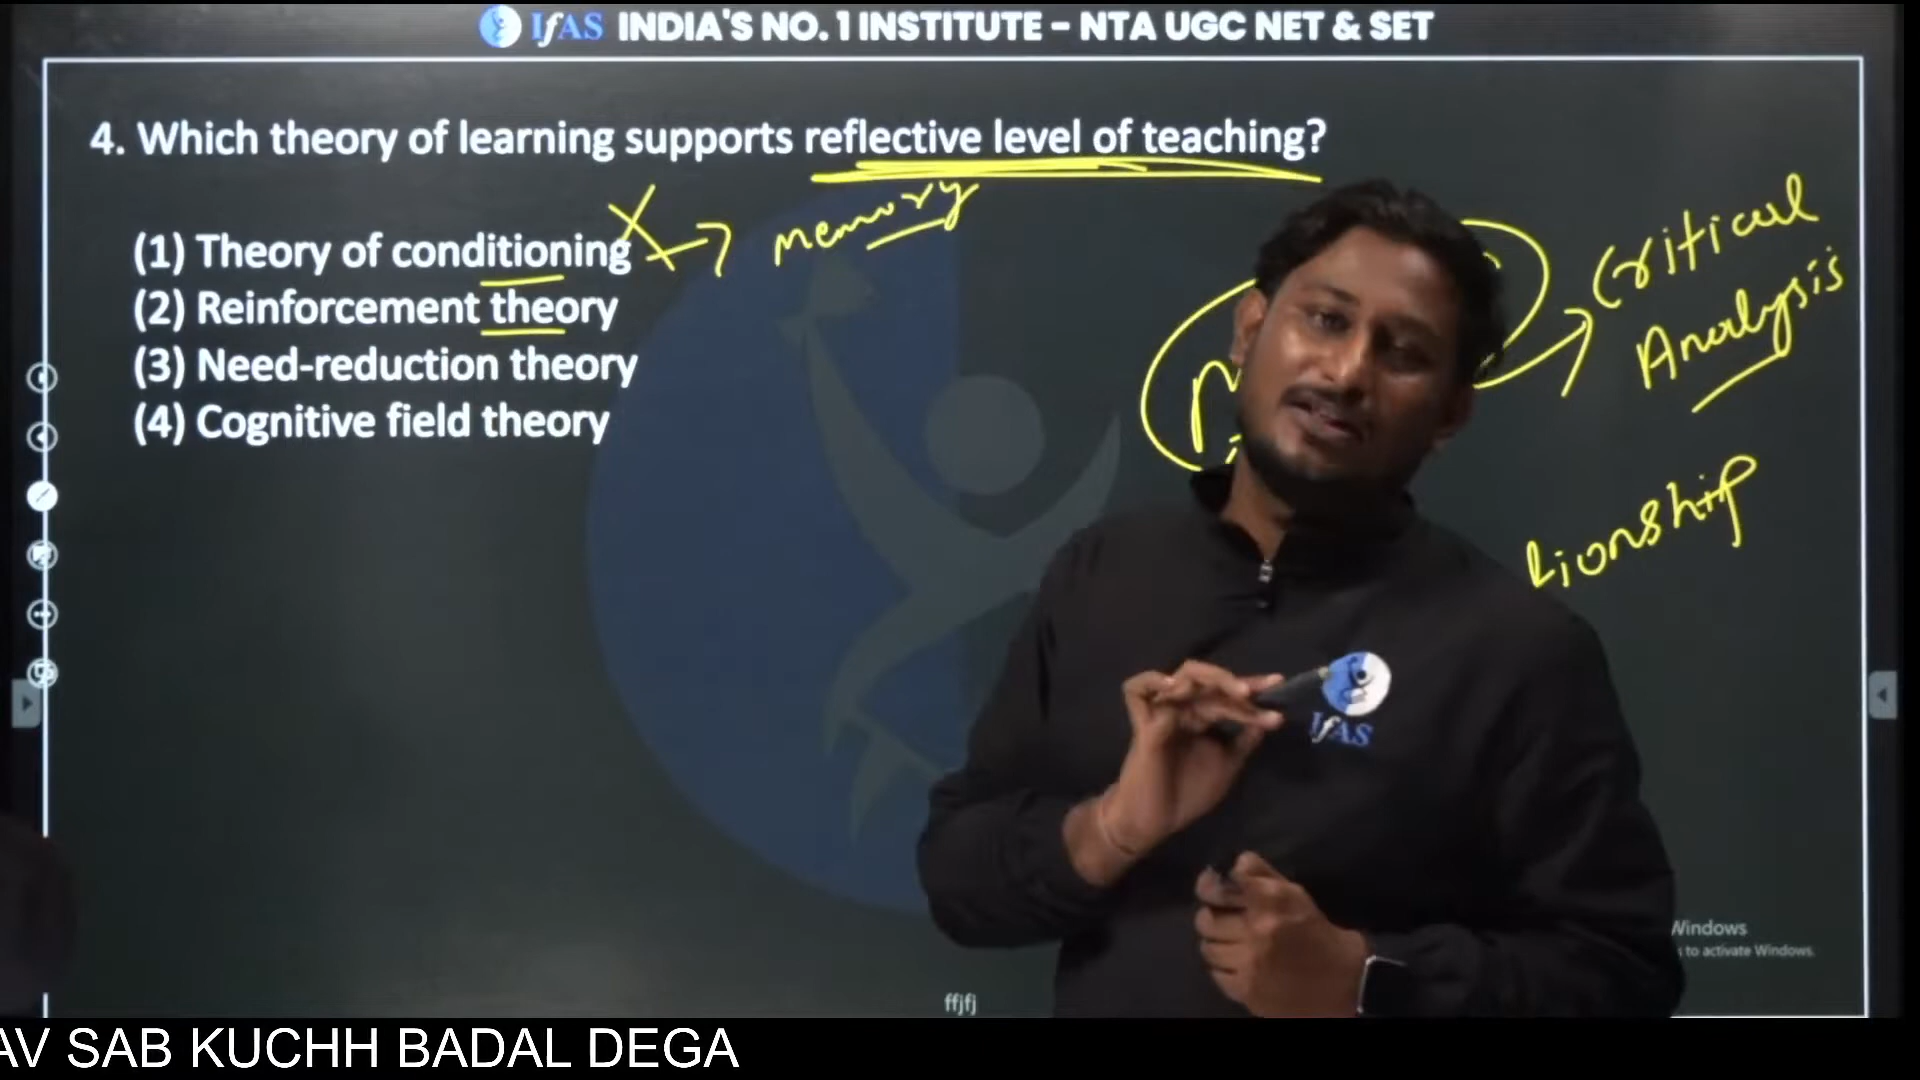 IfAS INDIA'S NO. 1 INSTITUTE – NTA UGC NET & SET
4. Which theory of learning supports reflective level of teaching?
(1) Theory of conditioning
memory
(2) Reinforcement theory
(3) Need-reduction theory
(4) Cognitive field theory
Critical
Analysis
tionship
IfAS
Windows
to activate Windows.
ffjfj
AV SAB KUCHH BADAL DEGA